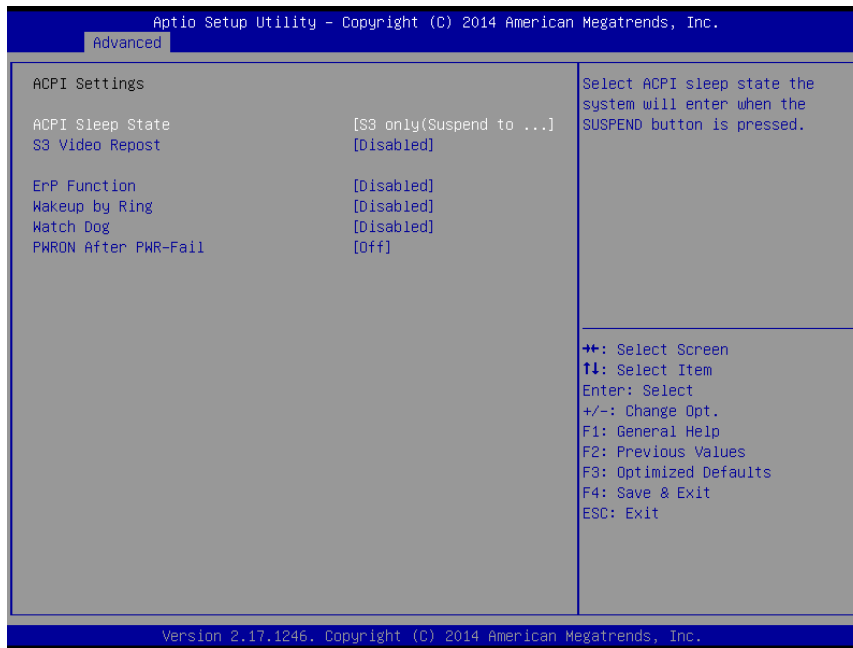 Aptio Setup Utility – Copyright (C) 2014 American Megatrends, Inc.
Advanced
ACPI Settings
ACPI Sleep State [S3 only(Suspend to ...]
S3 Video Repost [Disabled]
ErP Function [Disabled]
Wakeup by Ring [Disabled]
Watch Dog [Disabled]
PWRON After PWR-Fail [Off]
Select ACPI sleep state the
system will enter when the
SUSPEND button is pressed.
→←: Select Screen
↑↓: Select Item
Enter: Select
+/-: Change Opt.
F1: General Help
F2: Previous Values
F3: Optimized Defaults
F4: Save & Exit
ESC: Exit
Version 2.17.1246. Copyright (C) 2014 American Megatrends, Inc.